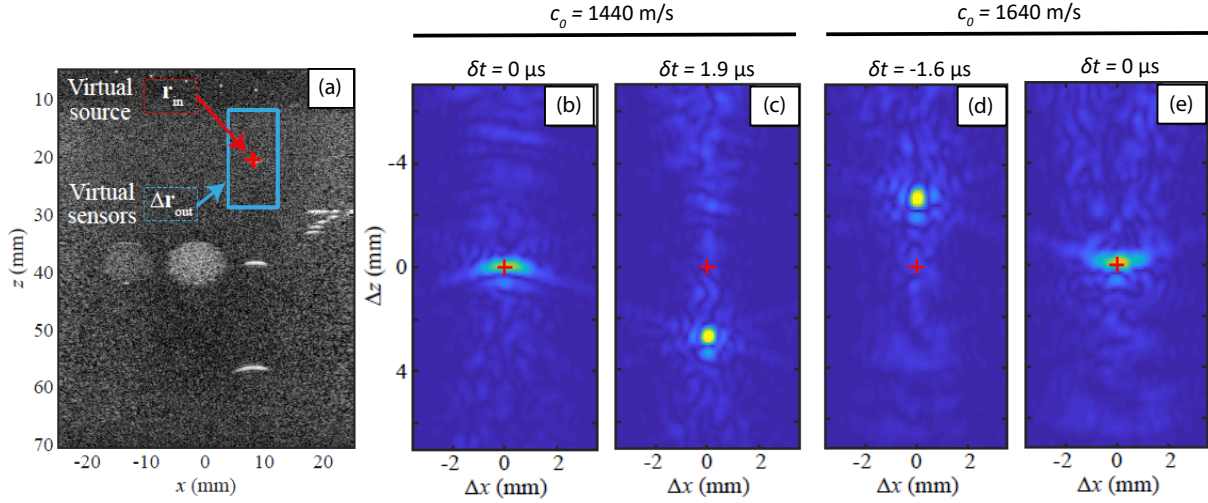 c₀ = 1440 m/s
c₀ = 1640 m/s
δt = 0 µs
δt = 1.9 µs
δt = -1.6 µs
δt = 0 µs
(a)
(b)
(c)
(d)
(e)
Virtual
source
r_in
Virtual
sensors
Δr_out
z (mm)
10
20
30
40
50
60
70
-20
-10
0
10
20
x (mm)
Δz (mm)
-4
0
4
-2
0
2
Δx (mm)
-2
0
2
Δx (mm)
-2
0
2
Δx (mm)
-2
0
2
Δx (mm)